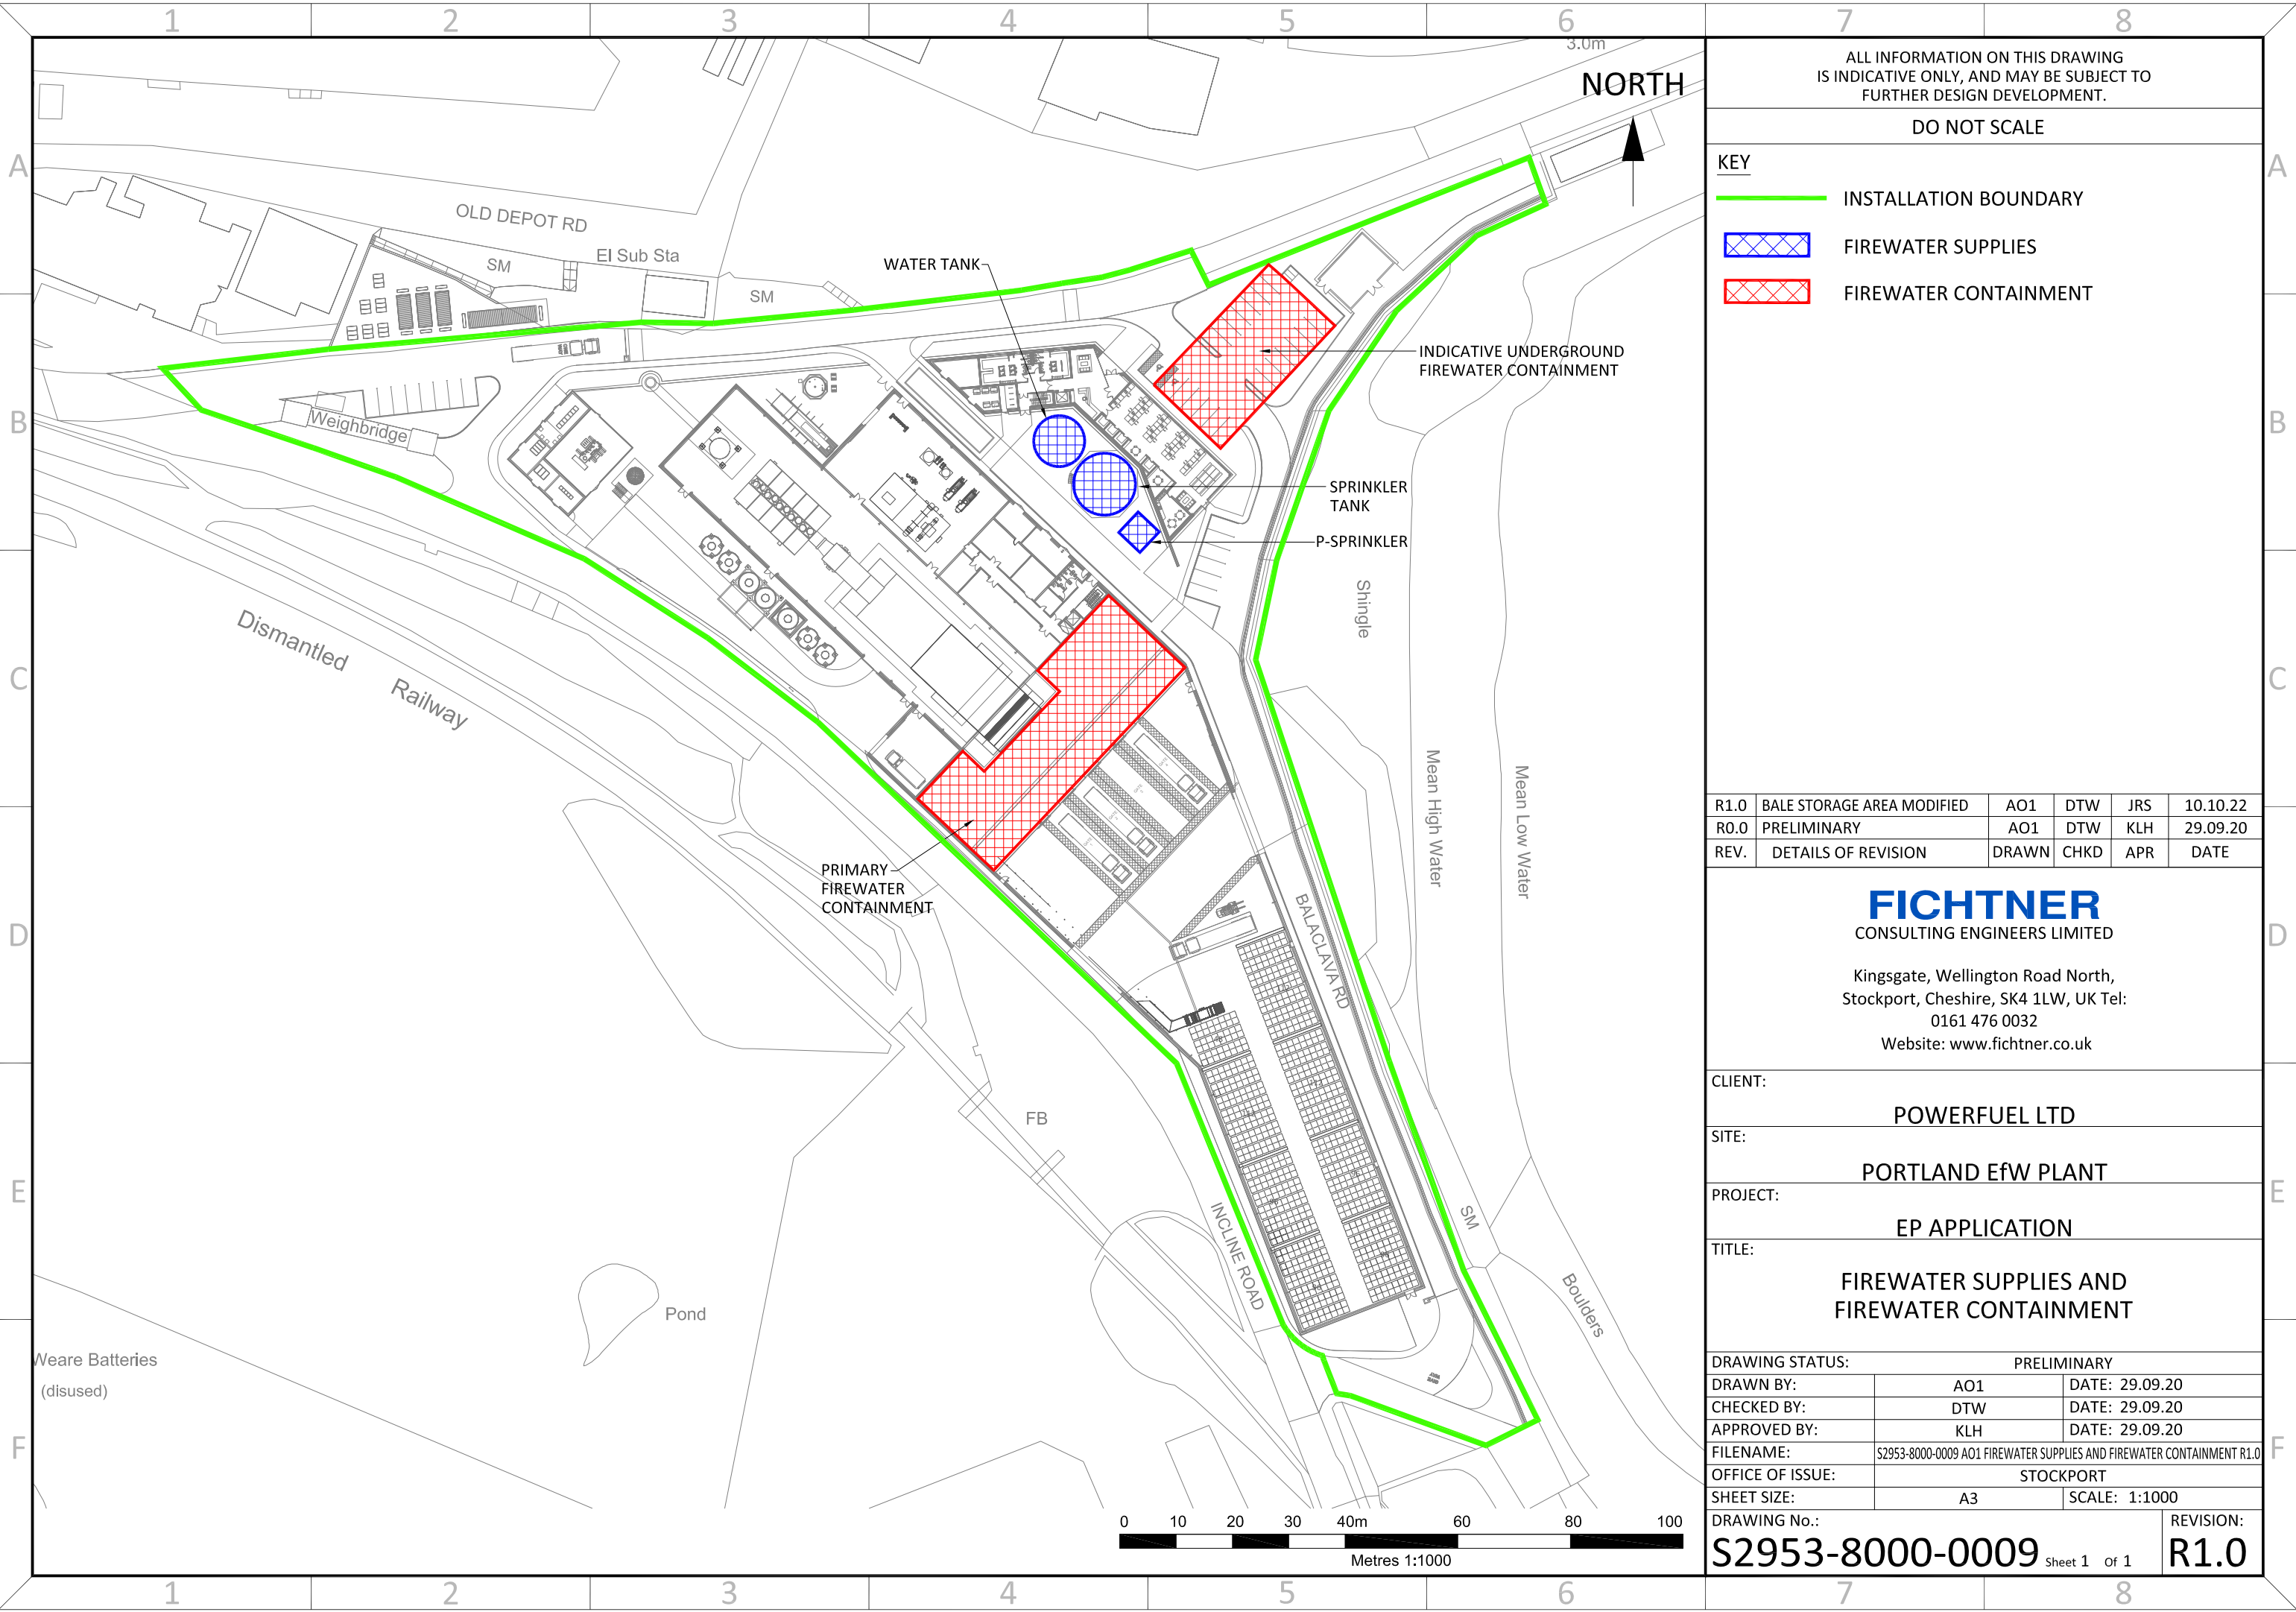 1 2 3 4 5 6 7 8
A
B
C
D
E
F
3.0m
NORTH
OLD DEPOT RD
SM
El Sub Sta
SM
WATER TANK
INDICATIVE UNDERGROUND
FIREWATER CONTAINMENT
Weighbridge
SPRINKLER
TANK
P-SPRINKLER
Shingle
Dismantled
Railway
Mean High Water
Mean Low Water
PRIMARY
FIREWATER
CONTAINMENT
BALACLAVA RD
FB
INCLINE ROAD
SM
Boulders
Pond
Weare Batteries
(disused)
0 10 20 30 40m 60 80 100
Metres 1:1000
ALL INFORMATION ON THIS DRAWING
IS INDICATIVE ONLY, AND MAY BE SUBJECT TO
FURTHER DESIGN DEVELOPMENT.
DO NOT SCALE
KEY
INSTALLATION BOUNDARY
FIREWATER SUPPLIES
FIREWATER CONTAINMENT
R1.0 BALE STORAGE AREA MODIFIED AO1 DTW JRS 10.10.22
R0.0 PRELIMINARY AO1 DTW KLH 29.09.20
REV. DETAILS OF REVISION DRAWN CHKD APR DATE
FICHTNER
CONSULTING ENGINEERS LIMITED
Kingsgate, Wellington Road North,
Stockport, Cheshire, SK4 1LW, UK Tel:
0161 476 0032
Website: www.fichtner.co.uk
CLIENT:
POWERFUEL LTD
SITE:
PORTLAND EfW PLANT
PROJECT:
EP APPLICATION
TITLE:
FIREWATER SUPPLIES AND
FIREWATER CONTAINMENT
DRAWING STATUS: PRELIMINARY
DRAWN BY: AO1 DATE: 29.09.20
CHECKED BY: DTW DATE: 29.09.20
APPROVED BY: KLH DATE: 29.09.20
FILENAME: S2953-8000-0009 AO1 FIREWATER SUPPLIES AND FIREWATER CONTAINMENT R1.0
OFFICE OF ISSUE: STOCKPORT
SHEET SIZE: A3 SCALE: 1:1000
DRAWING No.: REVISION:
S2953-8000-0009 Sheet 1 Of 1 R1.0
A
B
C
D
E
F
1 2 3 4 5 6 7 8